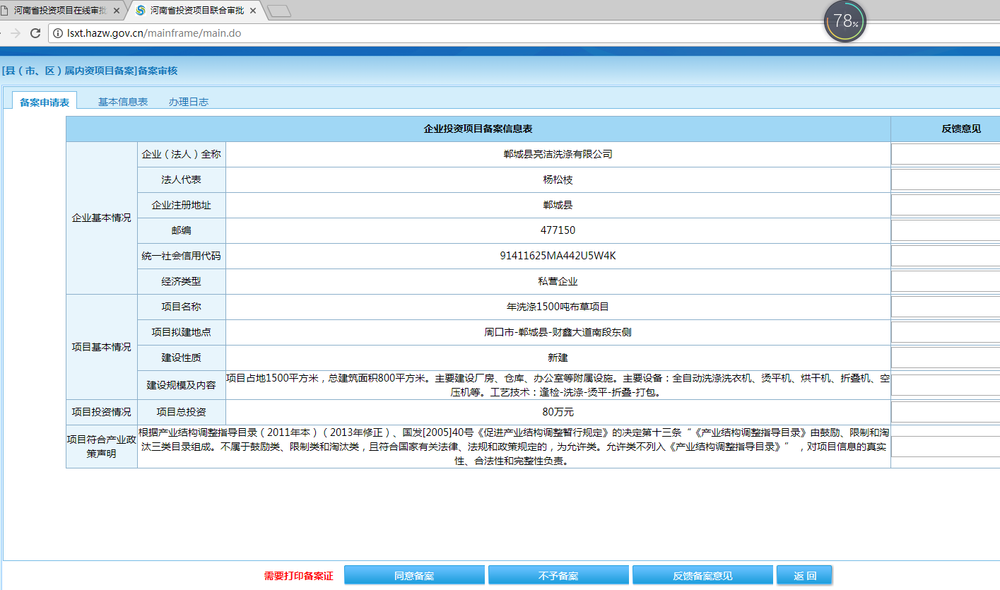 河南省投资项目在线审批
河南省投资项目联合审批
78%
lsxt.hazw.gov.cn/mainframe/main.do
[县（市、区）属内资项目备案]备案审核
备案申请表 基本信息表 办理日志
企业投资项目备案信息表 反馈意见
企业基本情况
企业（法人）全称 郸城县亮洁洗涤有限公司
法人代表 杨松枝
企业注册地址 郸城县
邮编 477150
统一社会信用代码 91411625MA442U5W4K
经济类型 私营企业
项目基本情况
项目名称 年洗涤1500吨布草项目
项目拟建地点 周口市-郸城县-财鑫大道南段东侧
建设性质 新建
建设规模及内容
项目占地1500平方米，总建筑面积800平方米。主要建设厂房、仓库、办公室等附属设施。主要设备：全自动洗涤洗衣机、烫平机、烘干机、折叠机、空
压机等。工艺技术：逢检-洗涤-烫平-折叠-打包。
项目投资情况 项目总投资 80万元
项目符合产业政
策声明
根据产业结构调整指导目录（2011年本）（2013年修正）、国发[2005]40号《促进产业结构调整暂行规定》的决定第十三条“《产业结构调整指导目录》由鼓励、限制和淘
汰三类目录组成。不属于鼓励类、限制类和淘汰类，且符合国家有关法律、法规和政策规定的，为允许类。允许类不列入《产业结构调整指导目录》”，对项目信息的真实
性、合法性和完整性负责。
需要打印备案证 同意备案 不予备案 反馈备案意见 返 回